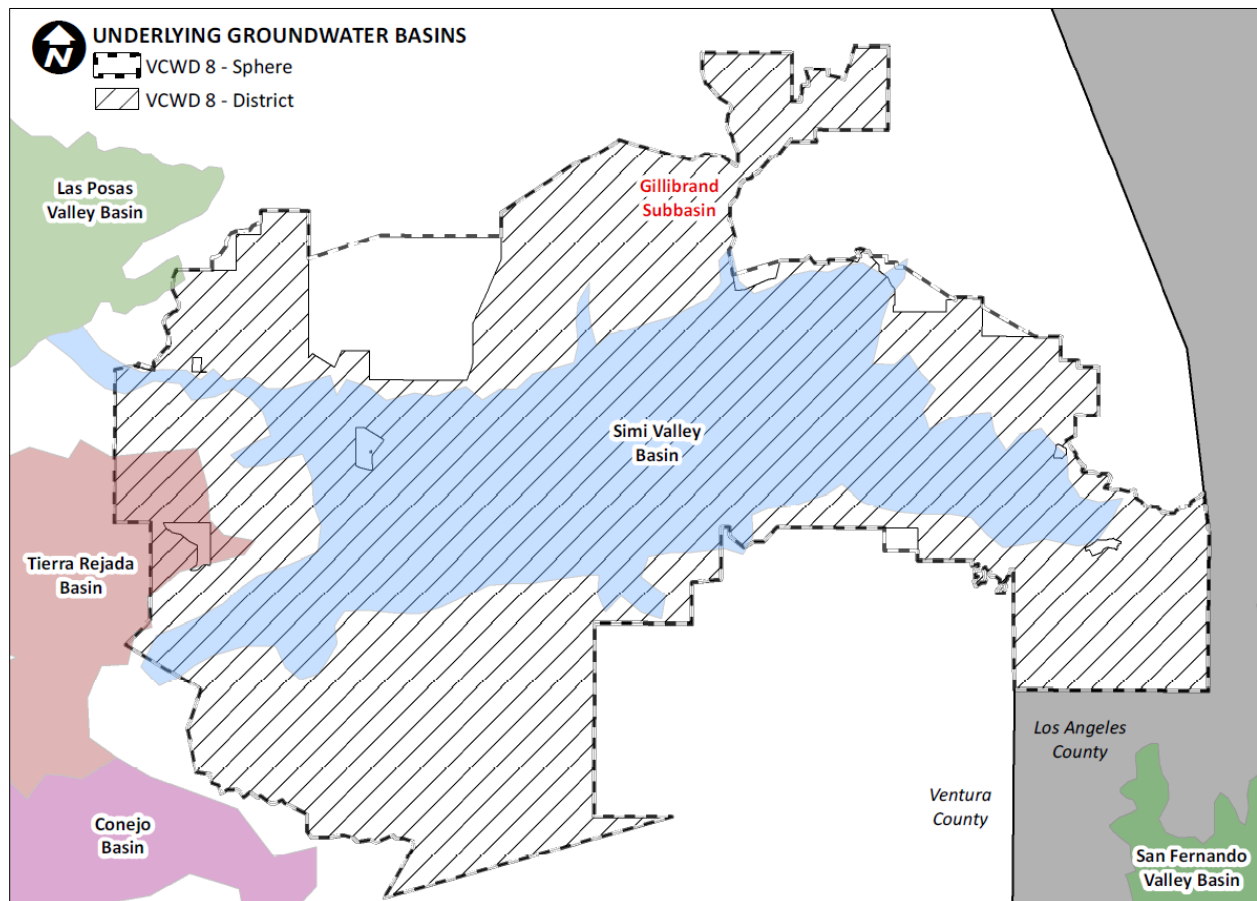 N
UNDERLYING GROUNDWATER BASINS
VCWD 8 - Sphere
VCWD 8 - District
Las Posas
Valley Basin
Gillibrand
Subbasin
Simi Valley
Basin
Tierra Rejada
Basin
Los Angeles
County
Ventura
County
Conejo
Basin
San Fernando
Valley Basin